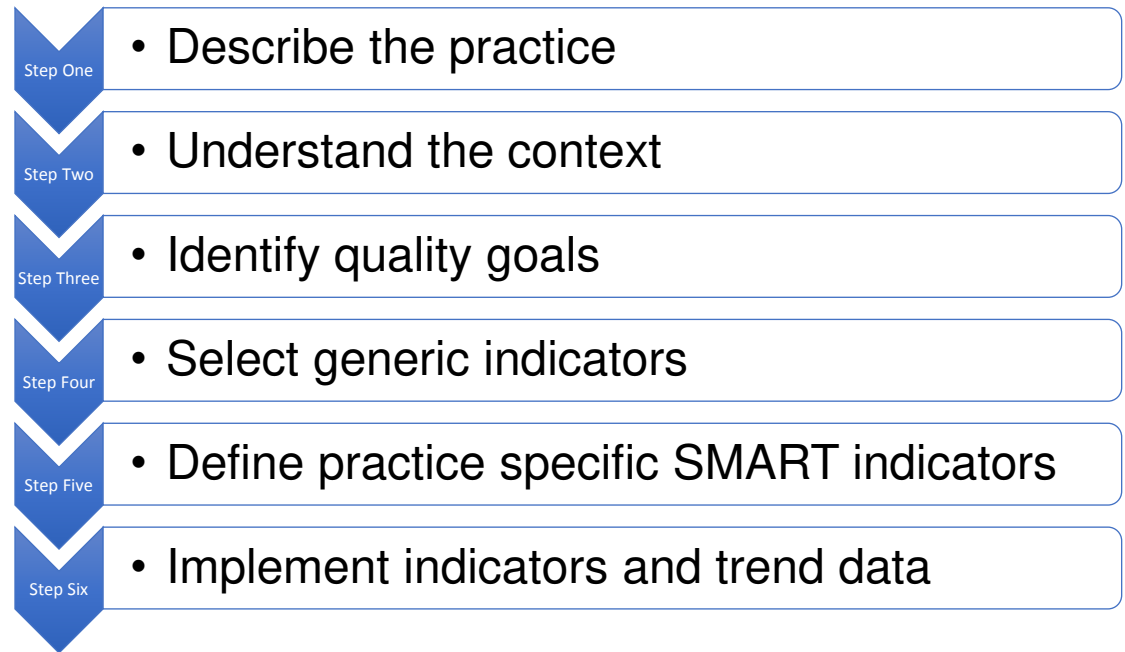 Step One
• Describe the practice
Step Two
• Understand the context
Step Three
• Identify quality goals
Step Four
• Select generic indicators
Step Five
• Define practice specific SMART indicators
Step Six
• Implement indicators and trend data